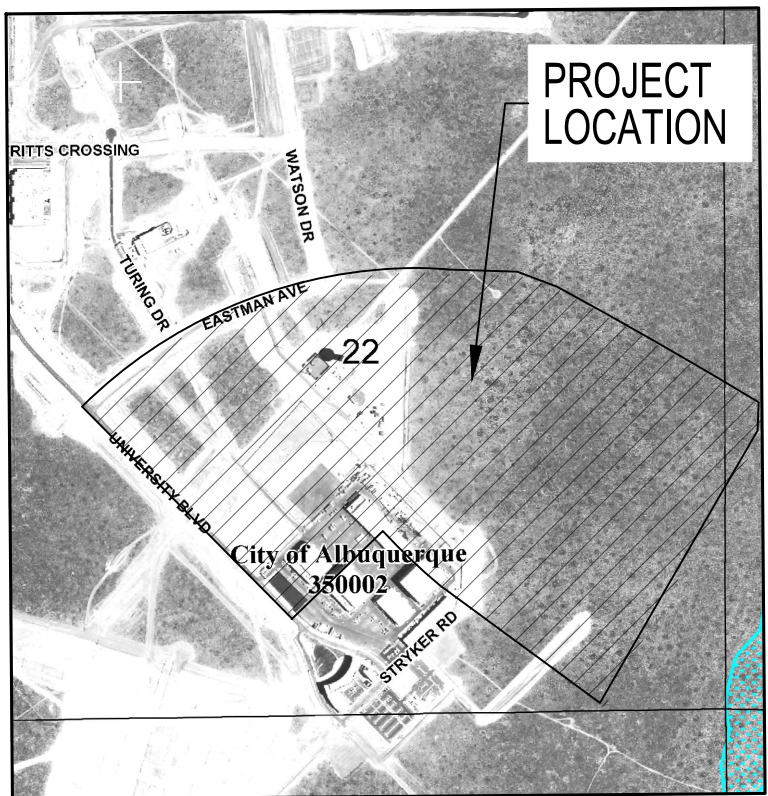 PROJECT
LOCATION
RITTS CROSSING
WATSON DR
TURING DR
EASTMAN AVE
22
UNIVERSITY BLVD
City of Albuquerque
350002
STRYKER RD